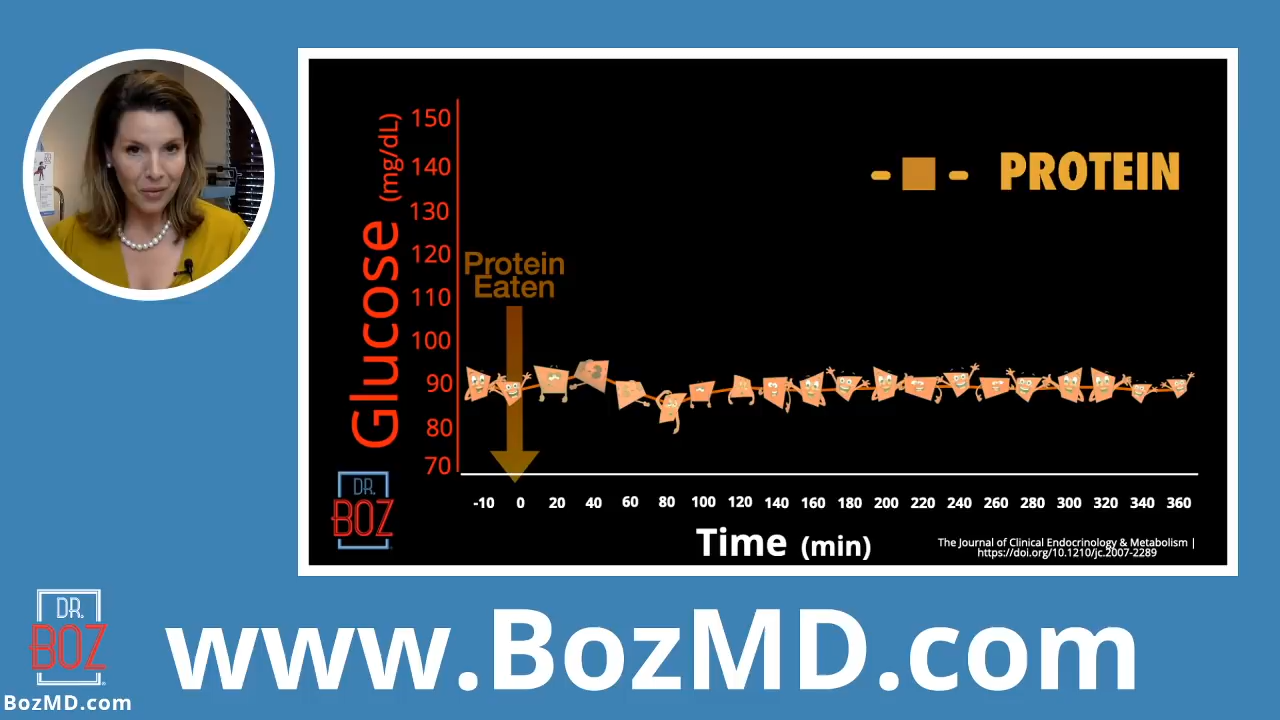 150
140
130
120
110
100
90
80
70
Glucose (mg/dL)
PROTEIN
Protein
Eaten
-10 0 20 40 60 80 100 120 140 160 180 200 220 240 260 280 300 320 340 360
Time (min)
The Journal of Clinical Endocrinology & Metabolism |
https://doi.org/10.1210/jc.2007-2289
DR.
BOZ
DR.
BOZ
BozMD.com
www.BozMD.com